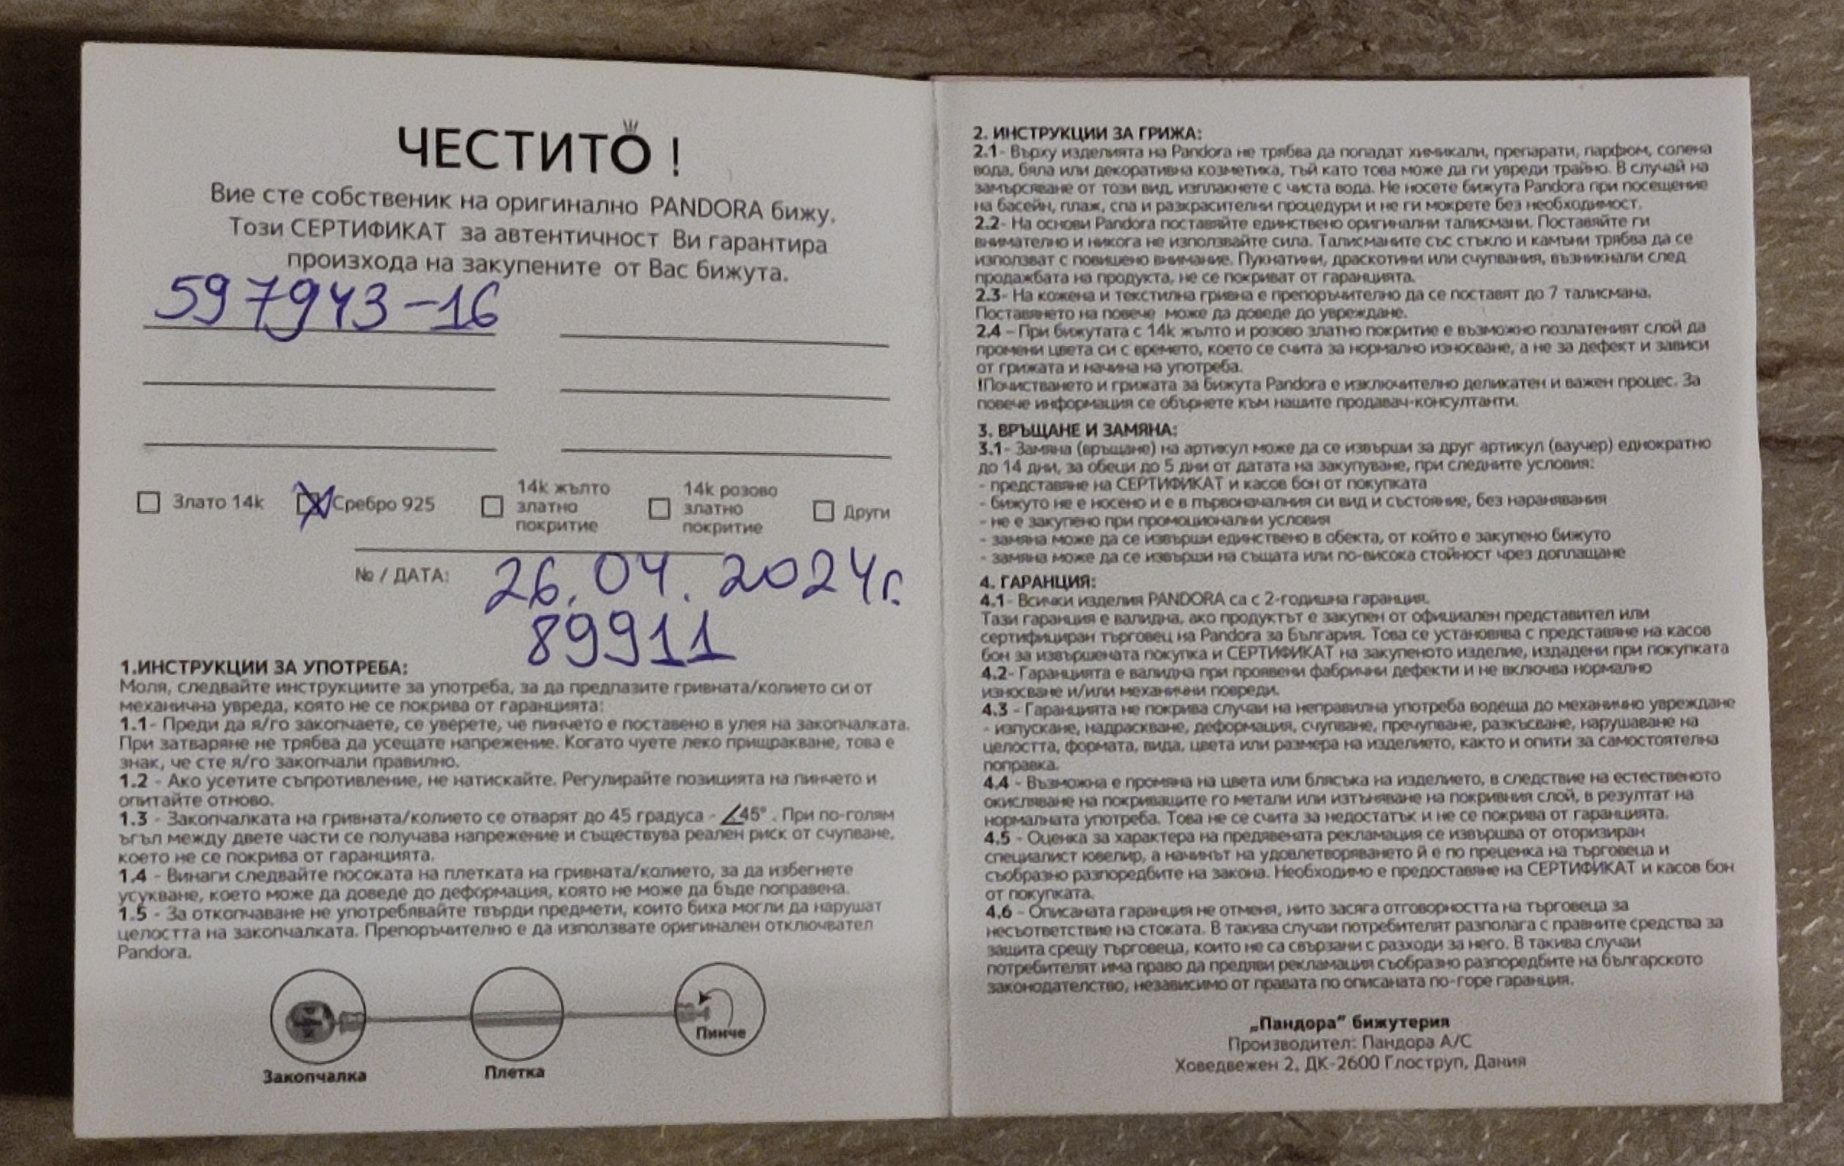 ЧЕСТИТО !
Вие сте собственик на оригинално PANDORA бижу.
Този СЕРТИФИКАТ за автентичност Ви гарантира
произхода на закупените от Вас бижута.
597943-16
Злато 14k
Сребро 925
14k жълто
златно
покритие
14k розово
златно
покритие
Други
№ / ДАТА:
26.04.2024г.
89911
1.ИНСТРУКЦИИ ЗА УПОТРЕБА:
Моля, следвайте инструкциите за употреба, за да предпазите гривната/колието си от
механична увреда, която не се покрива от гаранцията:
1.1- Преди да я/го закопчаете, се уверете, че пинчето е поставено в улея на закопчалката.
При затваряне не трябва да усещате напрежение. Когато чуете леко прищракване, това е
знак, че сте я/го закопчали правилно.
1.2 - Ако усетите съпротивление, не натискайте. Регулирайте позицията на пинчето и
опитайте отново.
1.3 - Закопчалката на гривната/колието се отварят до 45 градуса - ∠45° . При по-голям
ъгъл между двете части се получава напрежение и съществува реален риск от счупване,
което не се покрива от гаранцията.
1.4 - Винаги следвайте посоката на плетката на гривната/колието, за да избегнете
усукване, което може да доведе до деформация, която не може да бъде поправена.
1.5 - За откопчаване не употребявайте твърди предмети, които биха могли да нарушат
целостта на закопчалката. Препоръчително е да използвате оригинален отключвател
Pandora.
Закопчалка
Плетка
Пинче
2. ИНСТРУКЦИИ ЗА ГРИЖА:
2.1- Върху изделията на Pandora не трябва да попадат химикали, препарати, парфюм, солена
вода, бяла или декоративна козметика, тъй като това може да ги увреди трайно. В случай на
замърсяване от този вид, изплакнете с чиста вода. Не носете бижута Pandora при посещение
на басейн, плаж, спа и разкрасителни процедури и не ги мокрете без необходимост.
2.2- На основи Pandora поставяйте единствено оригинални талисмани. Поставяйте ги
внимателно и никога не използвайте сила. Талисманите със стъкло и камъни трябва да се
използват с повишено внимание. Пукнатини, драскотини или счупвания, възникнали след
продажбата на продукта, не се покриват от гаранцията.
2.3- На кожена и текстилна гривна е препоръчително да се поставят до 7 талисмана.
Поставянето на повече може да доведе до увреждане.
2.4 – При бижутата с 14k жълто и розово златно покритие е възможно позлатеният слой да
промени цвета си с времето, което се счита за нормално износване, а не за дефект и зависи
от грижата и начина на употреба.
!Почистването и грижата за бижута Pandora е изключително деликатен и важен процес. За
повече информация се обърнете към нашите продавач-консултанти.
3. ВРЪЩАНЕ И ЗАМЯНА:
3.1- Замяна (връщане) на артикул може да се извърши за друг артикул (ваучер) еднократно
до 14 дни, за обеци до 5 дни от датата на закупуване, при следните условия:
- представяне на СЕРТИФИКАТ и касов бон от покупката
- бижуто не е носено и е в първоначалния си вид и състояние, без наранявания
- не е закупено при промоционални условия
- замяна може да се извърши единствено в обекта, от който е закупено бижуто
- замяна може да се извърши на същата или по-висока стойност чрез доплащане
4. ГАРАНЦИЯ:
4.1- Всички изделия PANDORA са с 2-годишна гаранция.
Тази гаранция е валидна, ако продуктът е закупен от официален представител или
сертифициран търговец на Pandora за България. Това се установява с представяне на касов
бон за извършената покупка и СЕРТИФИКАТ на закупеното изделие, издадени при покупката
4.2- Гаранцията е валидна при проявени фабрични дефекти и не включва нормално
износване и/или механични повреди.
4.3 - Гаранцията не покрива случаи на неправилна употреба водеща до механично увреждане
- изпускане, надраскване, деформация, счупване, пречупване, разкъсване, нарушаване на
целостта, формата, вида, цвета или размера на изделието, както и опити за самостоятелна
поправка.
4.4 - Възможна е промяна на цвета или блясъка на изделието, в следствие на естественото
окисляване на покриващите го метали или изтъняване на покривния слой, в резултат на
нормалната употреба. Това не се счита за недостатък и не се покрива от гаранцията.
4.5 - Оценка за характера на предявената рекламация се извършва от оторизиран
специалист ювелир, а начинът на удовлетворяването й е по преценка на търговеца и
съобразно разпоредбите на закона. Необходимо е предоставяне на СЕРТИФИКАТ и касов бон
от покупката.
4.6 – Описаната гаранция не отменя, нито засяга отговорността на търговеца за
несъответствие на стоката. В такива случаи потребителят разполага с правните средства за
защита срещу търговеца, които не са свързани с разходи за него. В такива случаи
потребителят има право да предяви рекламация съобразно разпоредбите на българското
законодателство, независимо от правата по описаната по-горе гаранция.
„Пандора“ бижутерия
Производител: Пандора А/С
Ховедвежен 2, ДК-2600 Глоструп, Дания